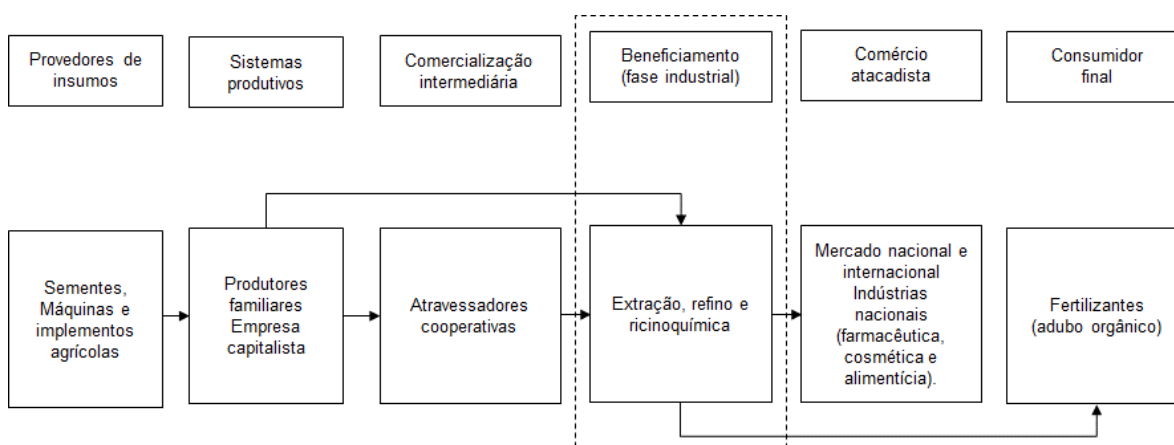 Provedores de
insumos
Sistemas
produtivos
Comercialização
intermediária
Beneficiamento
(fase industrial)
Comércio
atacadista
Consumidor
final
Sementes,
Máquinas e
implementos
agrícolas
Produtores
familiares
Empresa
capitalista
Atravessadores
cooperativas
Extração, refino e
ricinoquímica
Mercado nacional e
internacional
Indústrias
nacionais
(farmacêutica,
cosmética e
alimentícia).
Fertilizantes
(adubo orgânico)